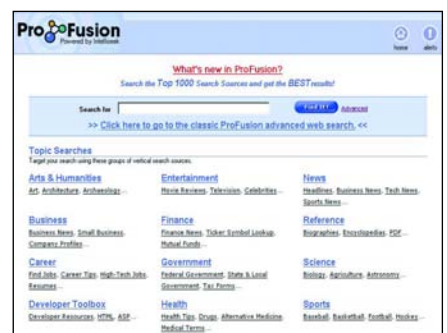 ProFusion
Powered by Intelliseek
home alerts
What's new in ProFusion?
Search the Top 1000 Search Sources and get the BEST results!
Search for Find It! Advanced
>> Click here to go to the classic ProFusion advanced web search. <<
Topic Searches
Target your search using these groups of vertical search sources.
Arts & Humanities Entertainment News
Art, Architecture, Archaeology... Movie Reviews, Television, Celebrities... Headlines, Business News, Tech News,
Sports News...
Business Finance Reference
Business News, Small Business, Finance News, Ticker Symbol Lookup, Biographies, Encyclopedias, PDF...
Company Profiles... Mutual Funds...
Career Government Science
Find Jobs, Career Tips, High-Tech Jobs, Federal Government, State & Local Biology, Agriculture, Astronomy...
Resumes... Government, Tax Forms...
Developer Toolbox Health Sports
Developer Resources, HTML, ASP... Health Tips, Drugs, Alternative Medicine, Baseball, Basketball, Football, Hockey...
Medical Terms...